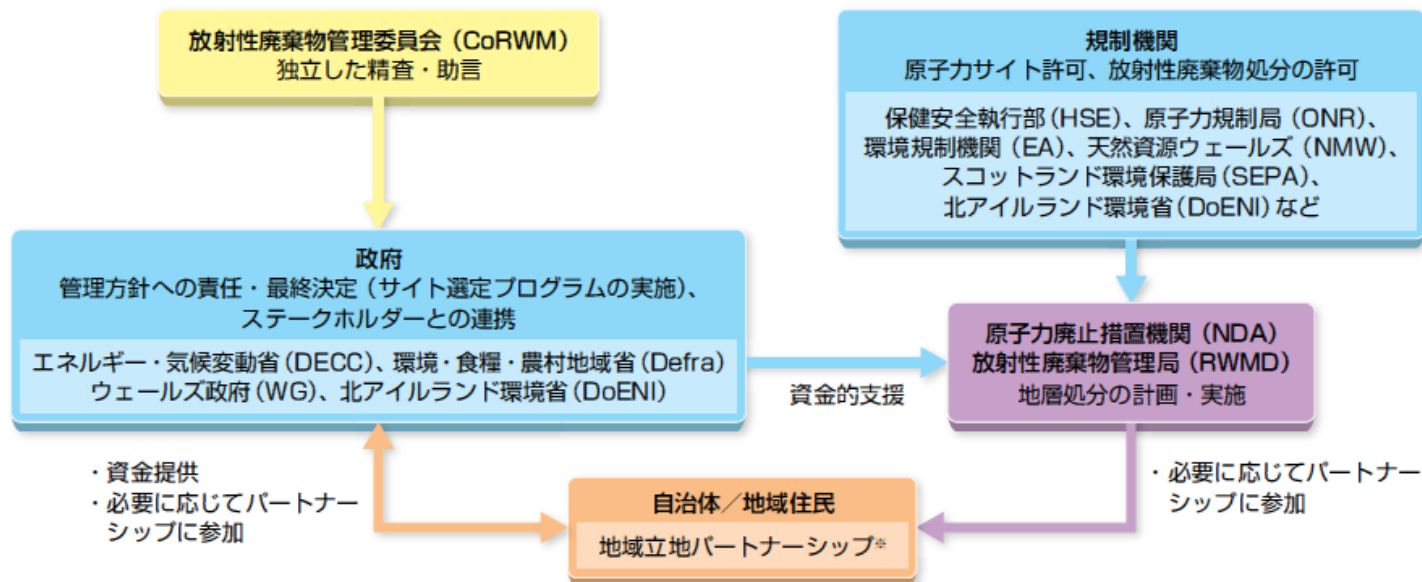 放射性廃棄物管理委員会（CoRWM）
独立した精査・助言
規制機関
原子力サイト許可、放射性廃棄物処分の許可
保健安全執行部（HSE）、原子力規制局（ONR）、
環境規制機関（EA）、天然資源ウェールズ（NMW）、
スコットランド環境保護局（SEPA）、
北アイルランド環境省（DoENI）など
政府
管理方針への責任・最終決定（サイト選定プログラムの実施）、
ステークホルダーとの連携
エネルギー・気候変動省（DECC）、環境・食糧・農村地域省（Defra）
ウェールズ政府（WG）、北アイルランド環境省（DoENI）
資金的支援
原子力廃止措置機関（NDA）
放射性廃棄物管理局（RWMD）
地層処分の計画・実施
・資金提供
・必要に応じてパートナー
シップに参加
自治体／地域住民
地域立地パートナーシップ※
・必要に応じてパートナー
シップに参加